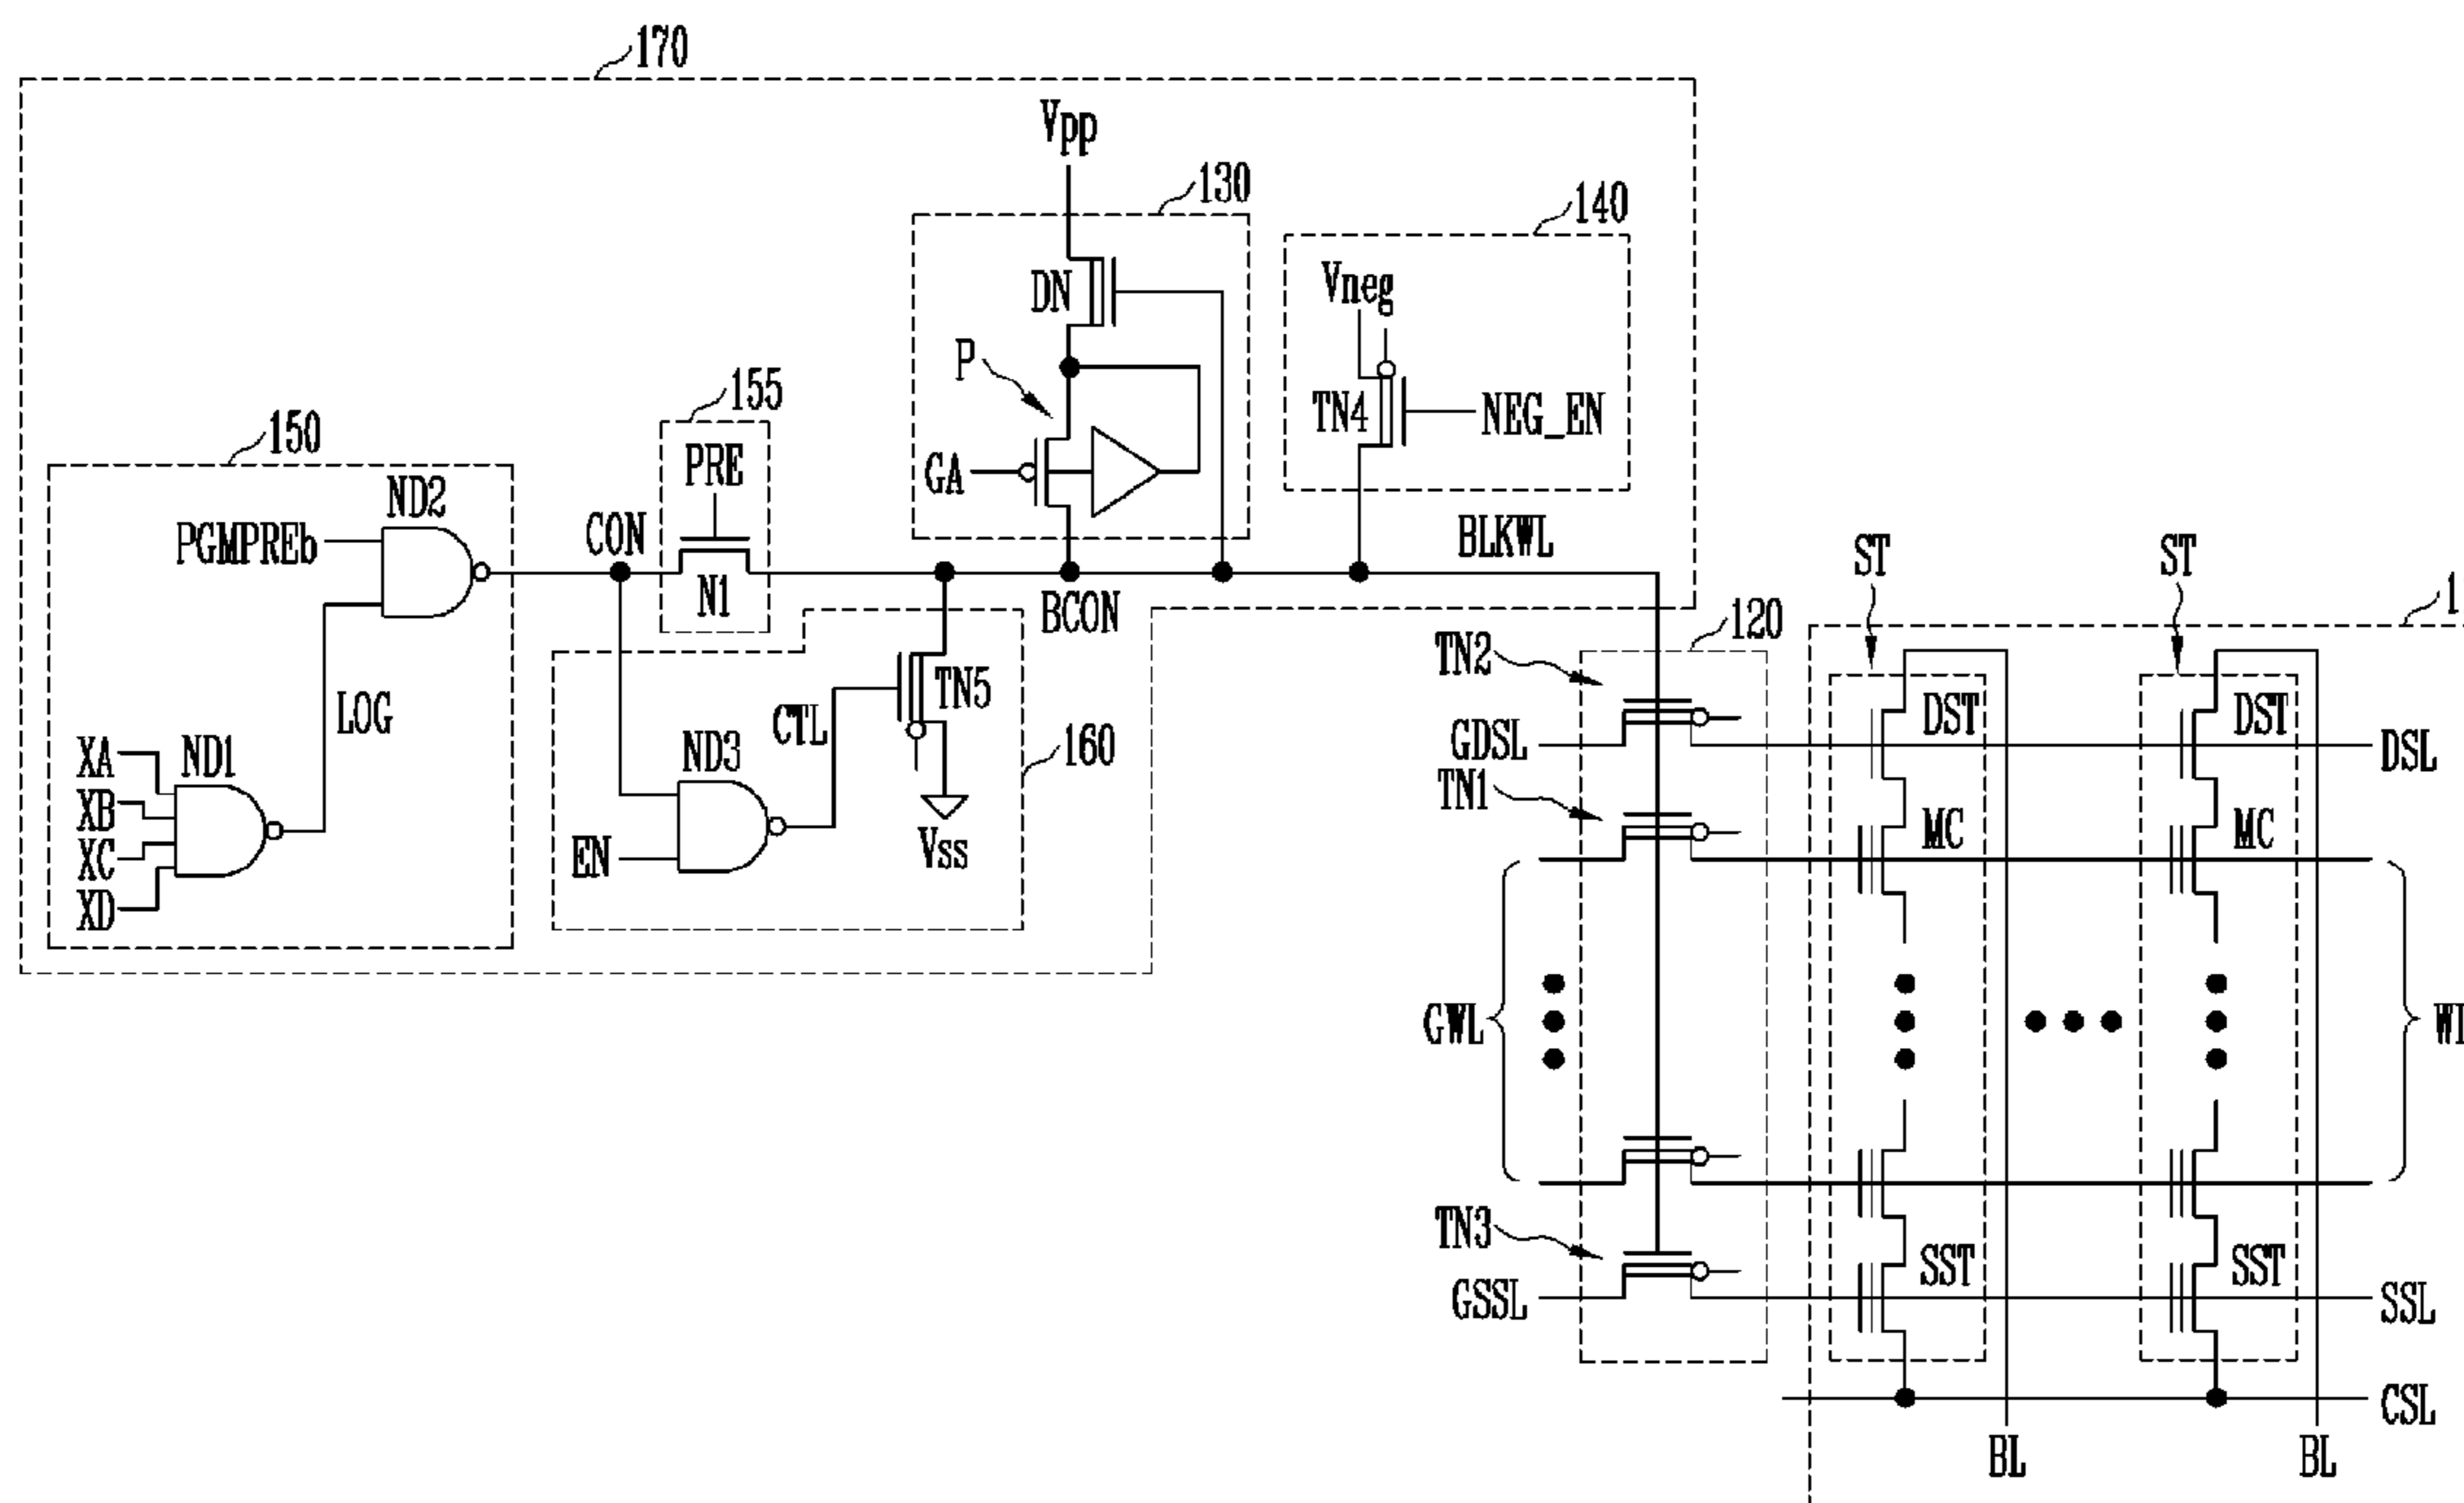 170
Vpp
130
140
Vneg
DN
P
TN4
NEG_EN
155
150
PRE
GA
ND2
PGMPREb
CON
N1
BLKWL
BCON
ST
ST
1
120
TN2
TN5
DST
DST
LOG
CTL
GDSL
DSL
XA
ND1
ND3
160
TN1
XB
MC
MC
XC
EN
Vss
XD
GWL
WL
TN3
SST
SST
GSSL
SSL
CSL
BL
BL